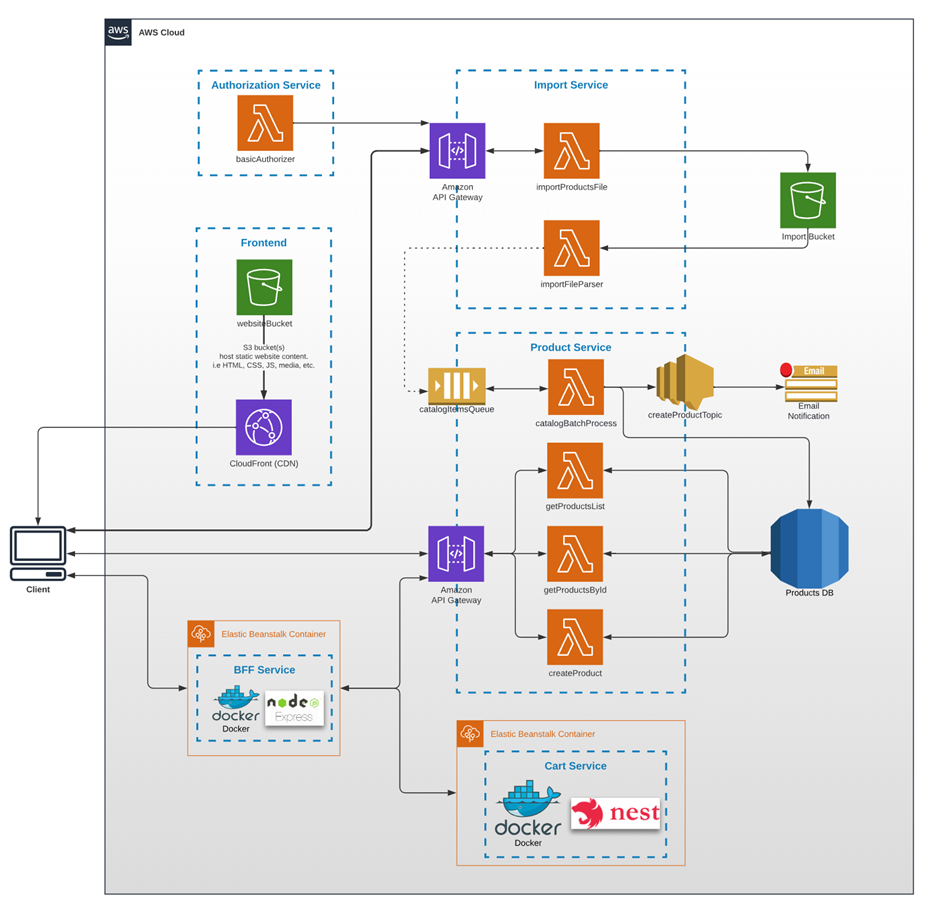 aws
AWS Cloud
Authorization Service
basicAuthorizer
Import Service
Amazon
API Gateway
importProductsFile
Import Bucket
importFileParser
Frontend
websiteBucket
S3 bucket(s)
host static website content.
i.e HTML, CSS, JS, media, etc.
CloudFront (CDN)
Product Service
catalogItemsQueue
catalogBatchProcess
createProductTopic
Email
Email
Notification
getProductsList
Client
Amazon
API Gateway
getProductsById
Products DB
createProduct
Elastic Beanstalk Container
BFF Service
docker
Docker
node
JS
Express
Elastic Beanstalk Container
Cart Service
docker
Docker
nest